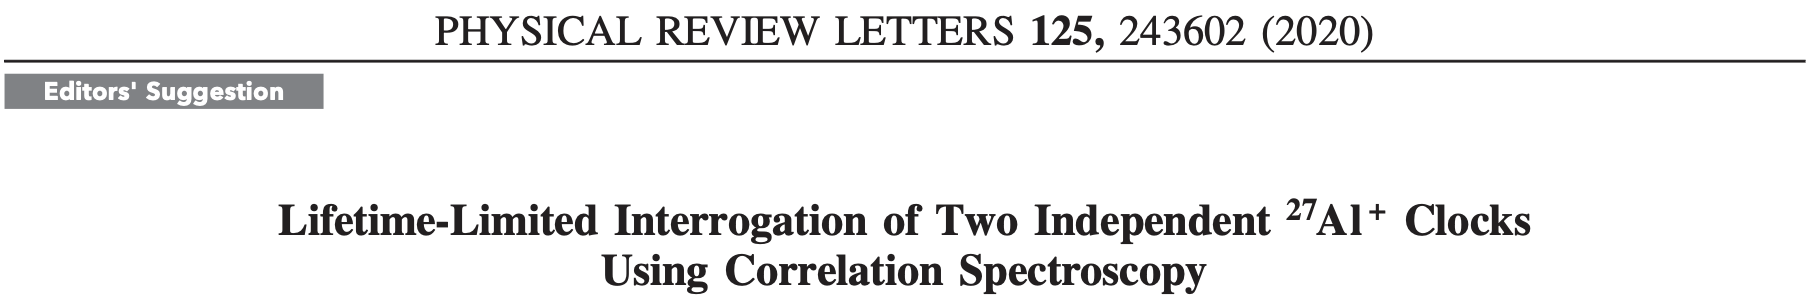 PHYSICAL REVIEW LETTERS 125, 243602 (2020)
Editors' Suggestion
Lifetime-Limited Interrogation of Two Independent ²⁷Al⁺ Clocks
Using Correlation Spectroscopy